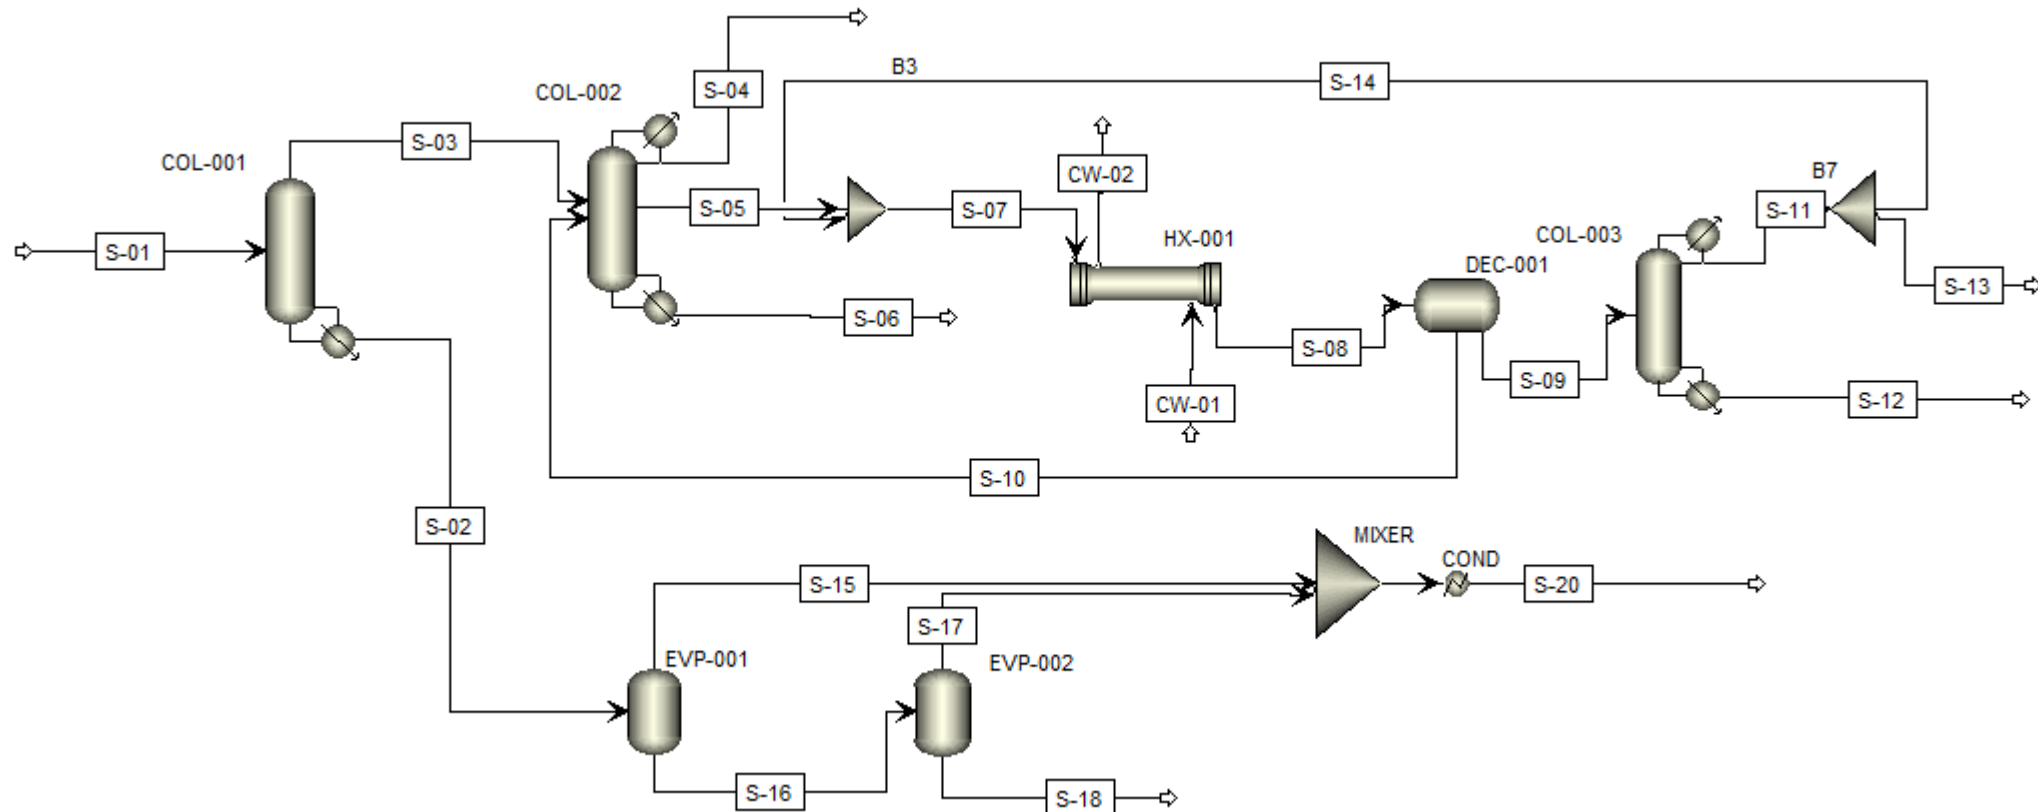 S-04
B3
S-14
COL-002
S-03
COL-001
CW-02
B7
S-05
S-07
S-11
S-01
HX-001
COL-003
DEC-001
S-13
S-06
S-08
S-09
CW-01
S-12
S-10
S-02
MIXER
COND
S-15
S-20
S-17
EVP-001
EVP-002
S-16
S-18